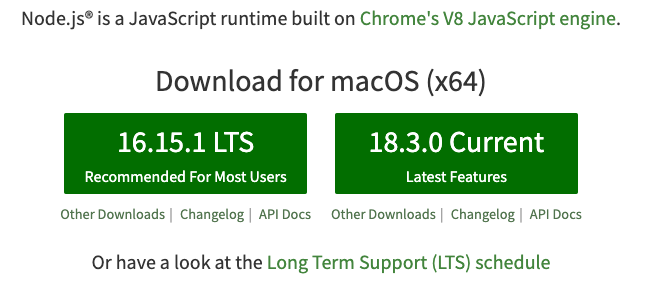 Node.js® is a JavaScript runtime built on Chrome's V8 JavaScript engine.
Download for macOS (x64)
16.15.1 LTS
Recommended For Most Users
18.3.0 Current
Latest Features
Other Downloads | Changelog | API Docs
Other Downloads | Changelog | API Docs
Or have a look at the Long Term Support (LTS) schedule